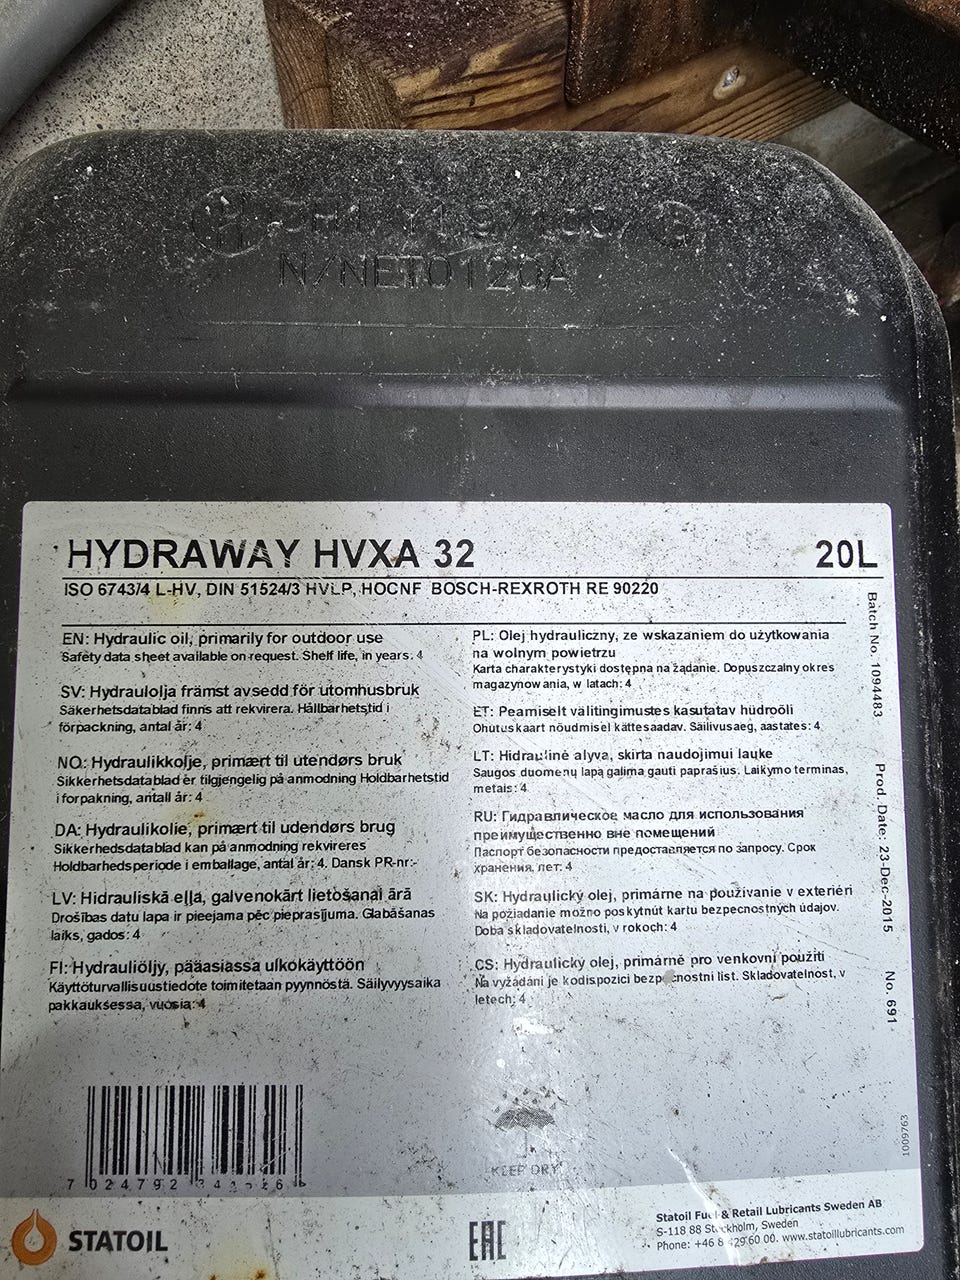 N/NET0120A
HYDRAWAY HVXA 32
20L
ISO 6743/4 L-HV, DIN 51524/3 HVLP, HOCNF BOSCH-REXROTH RE 90220
EN: Hydraulic oil, primarily for outdoor use
Safety data sheet available on request. Shelf life, in years: 4
SV: Hydraulolja främst avsedd för utomhusbruk
Säkerhetsdatablad finns att rekvirera. Hållbarhetstid i
förpackning, antal år: 4
NO: Hydraulikkolje, primært til utendørs bruk
Sikkerhetsdatablad er tilgjengelig på anmodning Holdbarhetstid
i forpakning, antall år: 4
DA: Hydraulikolie, primært til udendørs brug
Sikkerhedsdatablad kan på anmodning rekvireres
Holdbarhedsperiode i emballage, antal år: 4. Dansk PR-nr:-
LV: Hidrauliskā eļļa, galvenokārt lietošanai ārā
Drošības datu lapa ir pieejama pēc pieprasījuma. Glabāšanas
laiks, gados: 4
FI: Hydrauliöljy, pääasiassa ulkokäyttöön
Käyttöturvallisuustiedote toimitetaan pyynnöstä. Säilyvyysaika
pakkauksessa, vuosia: 4
PL: Olej hydrauliczny, ze wskazaniem do użytkowania
na wolnym powietrzu
Karta charakterystyki dostępna na żądanie. Dopuszczalny okres
magazynowania, w latach: 4
ET: Peamiselt välitingimustes kasutatav hüdroõli
Ohutuskaart nõudmisel kättesaadav. Säilivusaeg, aastates: 4
LT: Hidraulinė alyva, skirta naudojimui lauke
Saugos duomenų lapą galima gauti paprašius. Laikymo terminas,
metais: 4
RU: Гидравлическое масло для использования
преимущественно вне помещений
Паспорт безопасности предоставляется по запросу. Срок
хранения, лет: 4
SK: Hydraulický olej, primárne na používanie v exteriéri
Na požiadanie možno poskytnúť kartu bezpecnostných údajov.
Doba skladovatelnosti, v rokoch: 4
CS: Hydraulický olej, primárně pro venkovní použití
Na vyžádání je k dispozici bezpečnostní list. Skladovatelnost, v
letech: 4
Batch No. 1094483
Prod. Date: 23-Dec-2015
No. 691
1009763
KEEP DRY
STATOIL
EAC
Statoil Fuel & Retail Lubricants Sweden AB
S-118 88 Stockholm, Sweden
Phone: +46 8 429 60 00. www.statoillubricants.com